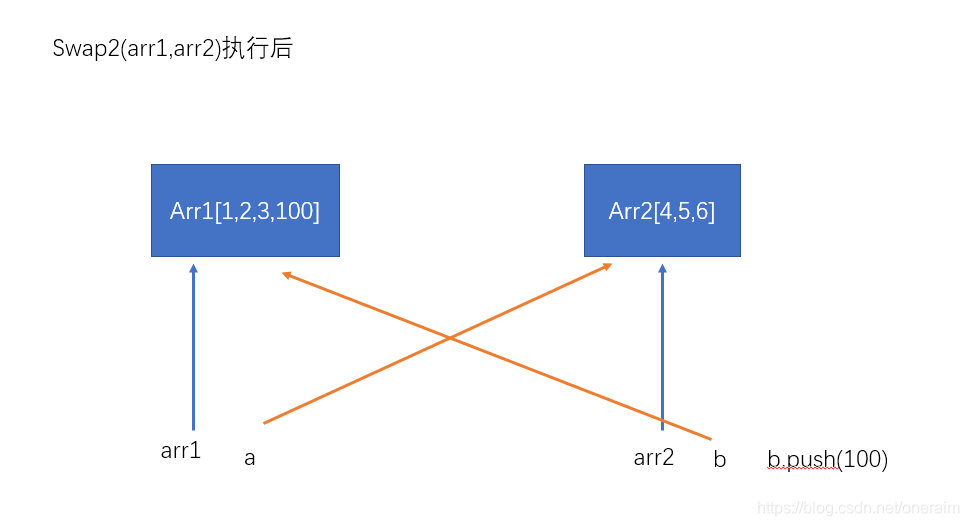 Swap2(arr1,arr2)执行后
Arr1[1,2,3,100]
Arr2[4,5,6]
arr1
a
arr2
b
b.push(100)
https://blog.csdn.net/oneraim